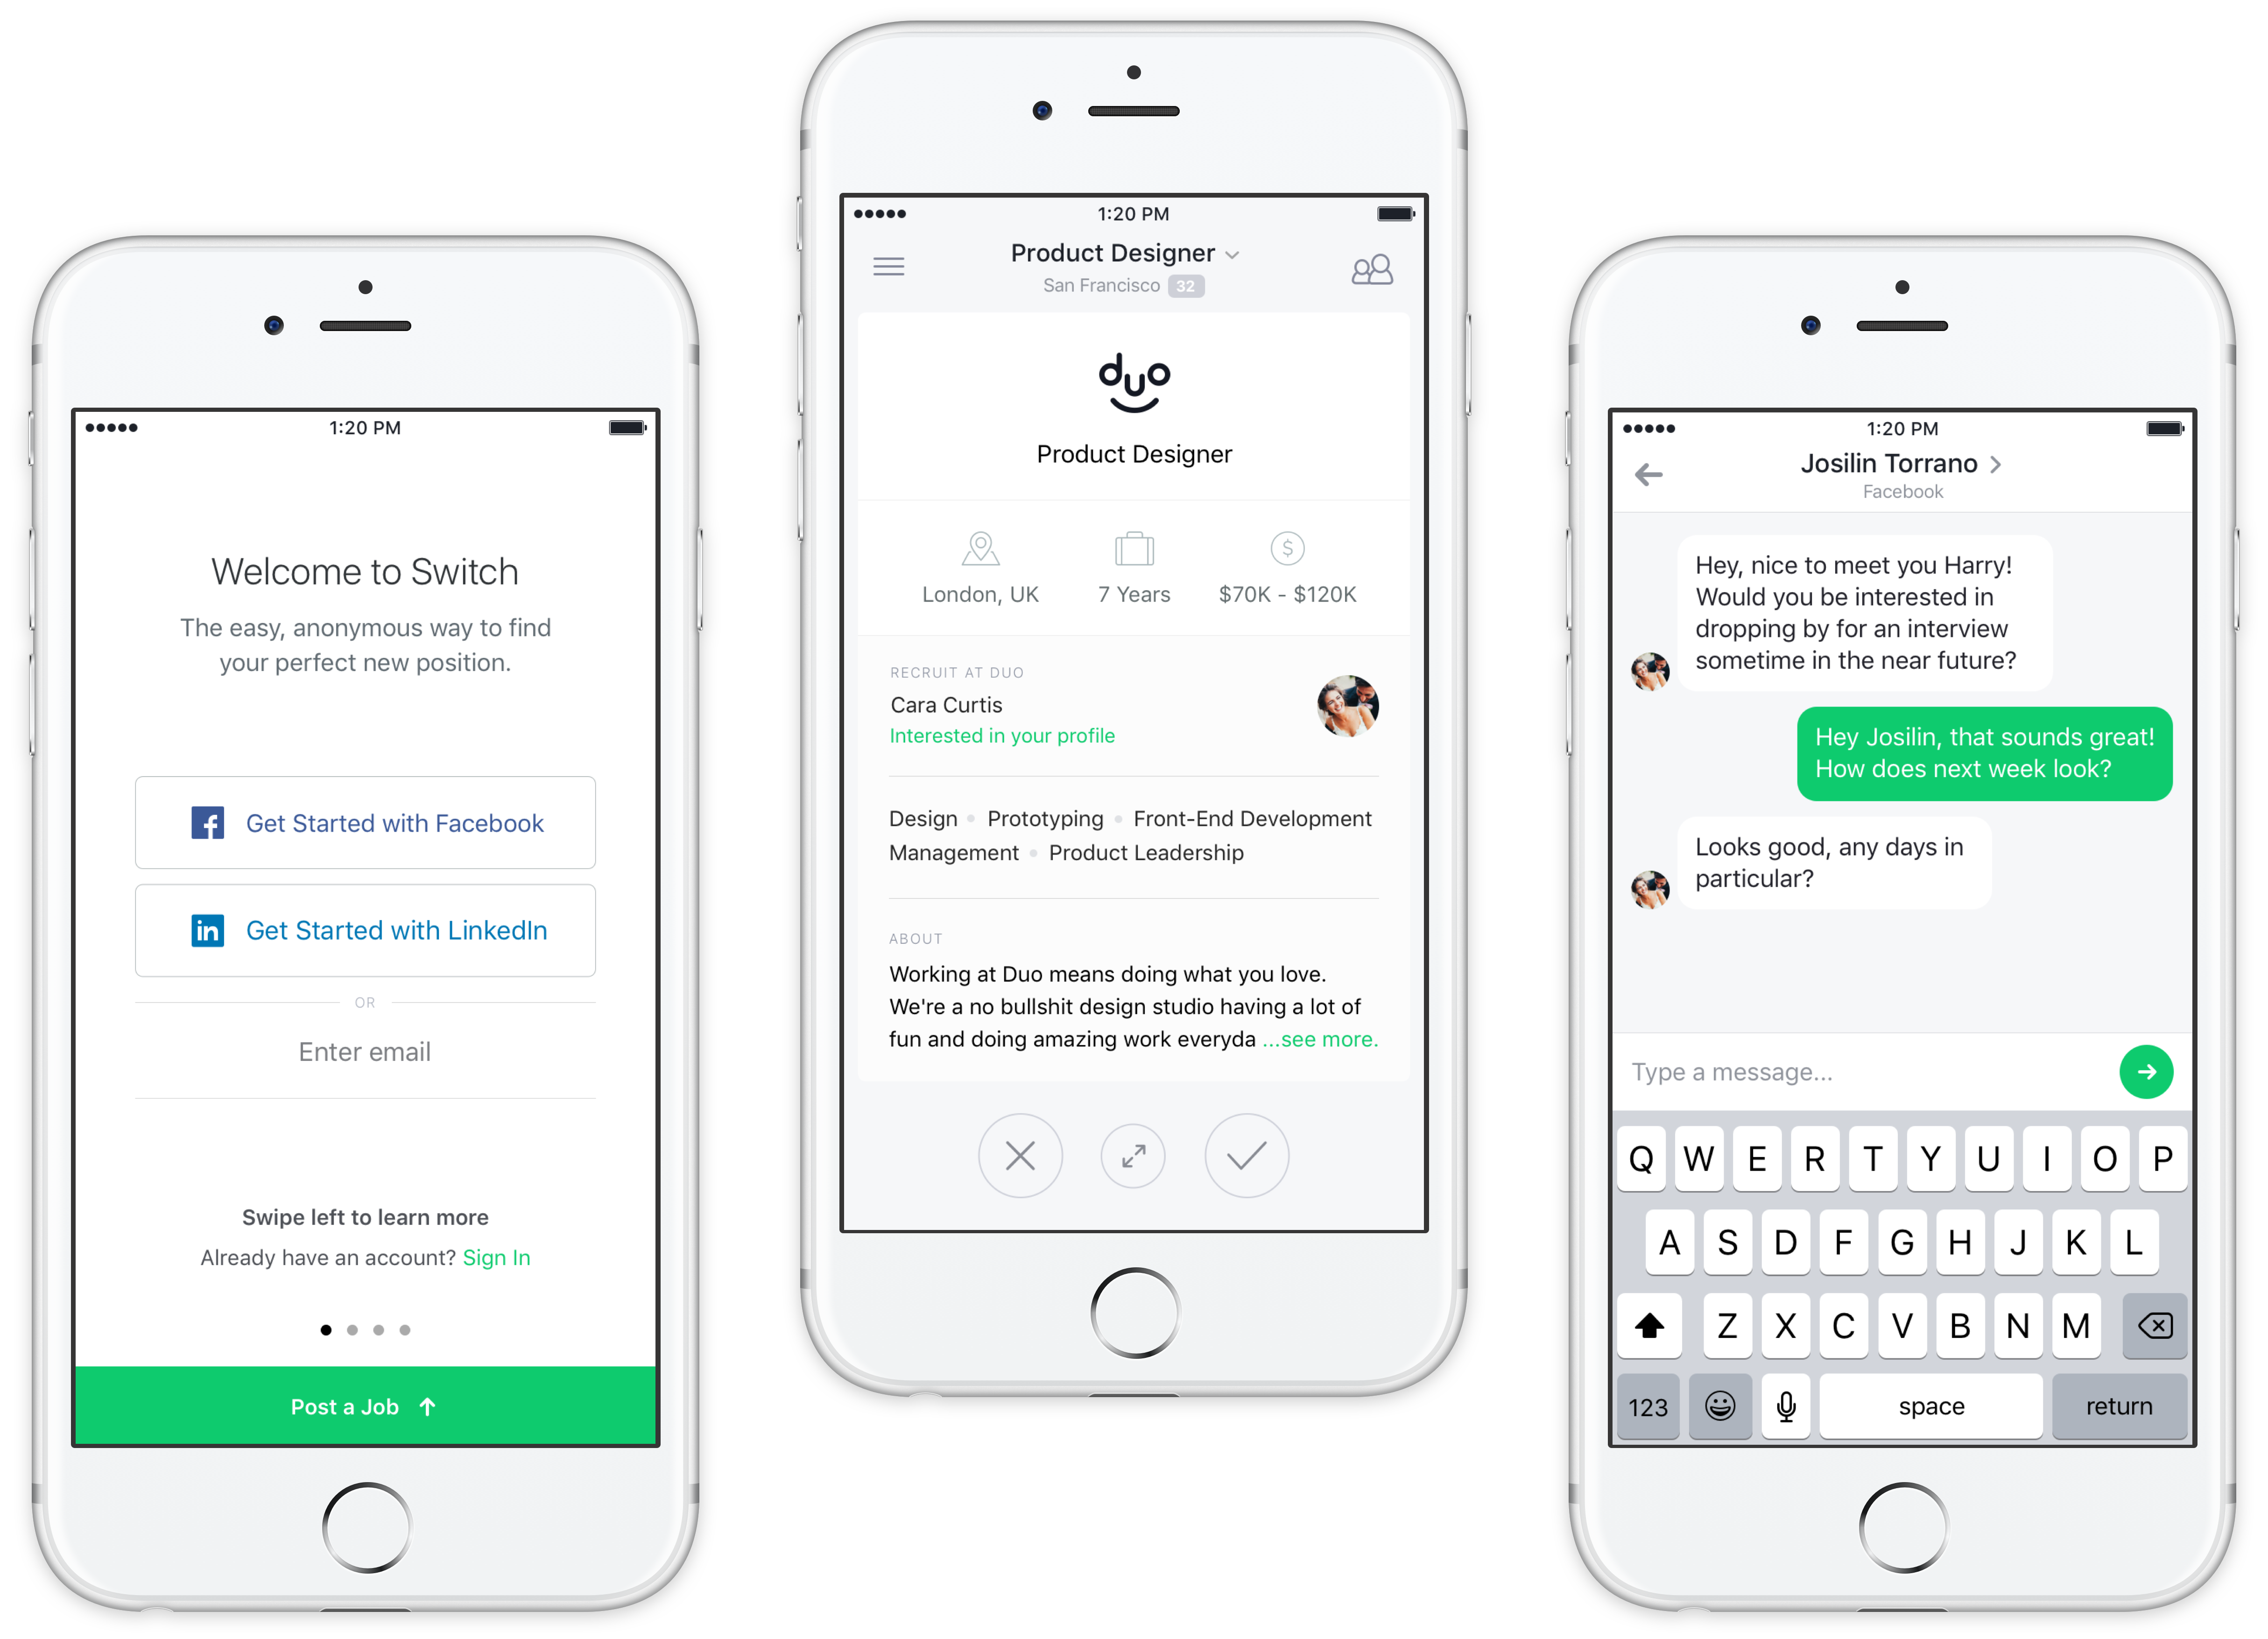 1:20 PM
Welcome to Switch
The easy, anonymous way to find
your perfect new position.
Get Started with Facebook
in Get Started with LinkedIn
OR
Enter email
Swipe left to learn more
Already have an account? Sign In
Post a Job
1:20 PM
Product Designer
San Francisco 32
duo
Product Designer
London, UK 7 Years $70K - $120K
RECRUIT AT DUO
Cara Curtis
Interested in your profile
Design • Prototyping • Front-End Development
Management • Product Leadership
ABOUT
Working at Duo means doing what you love.
We're a no bullshit design studio having a lot of
fun and doing amazing work everyda ...see more.
1:20 PM
Josilin Torrano
Facebook
Hey, nice to meet you Harry!
Would you be interested in
dropping by for an interview
sometime in the near future?
Hey Josilin, that sounds great!
How does next week look?
Looks good, any days in
particular?
Type a message...
Q W E R T Y U I O P
A S D F G H J K L
Z X C V B N M
123 space return